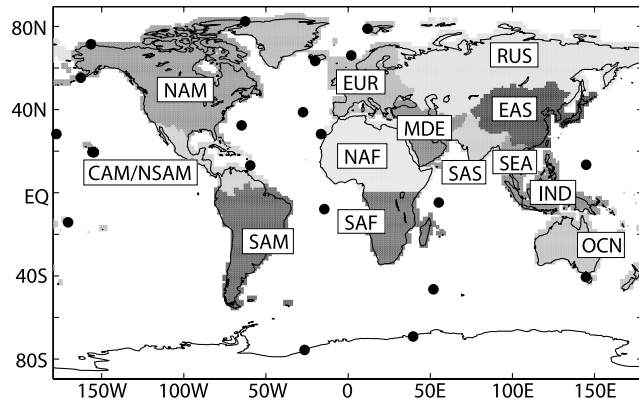 80N
RUS
NAM
EUR
40N
EAS
MDE
NAF
SAS
SEA
CAM/NSAM
EQ
IND
SAF
SAM
OCN
40S
80S
150W
100W
50W
0
50E
100E
150E